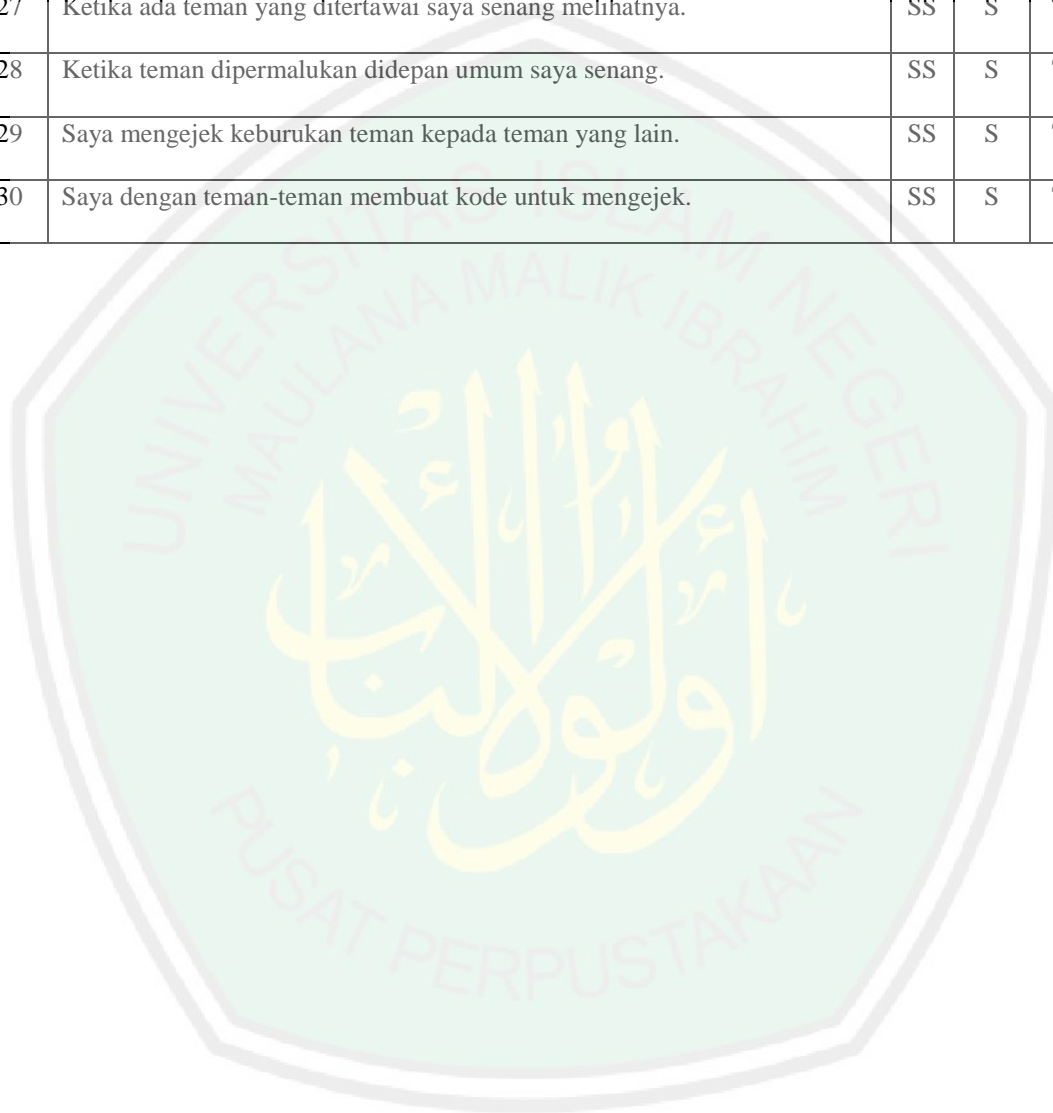 27 Ketika ada teman yang ditertawai saya senang melihatnya. SS S
28 Ketika teman dipermalukan didepan umum saya senang. SS S
29 Saya mengejek keburukan teman kepada teman yang lain. SS S
30 Saya dengan teman-teman membuat kode untuk mengejek. SS S
UNIVERSITAS ISLAM NEGERI
MAULANA MALIK IBRAHIM
أولوا الألباب
PUSAT PERPUSTAKAAN